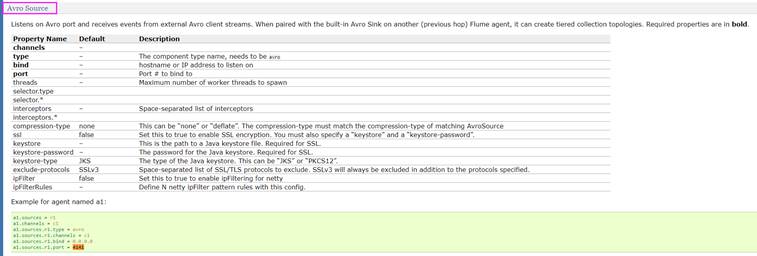 Avro Source
Listens on Avro port and receives events from external Avro client streams. When paired with the built-in Avro Sink on another (previous hop) Flume agent, it can create tiered collection topologies. Required properties are in bold.
Property Name Default Description
channels –
type – The component type name, needs to be avro
bind – hostname or IP address to listen on
port – Port # to bind to
threads – Maximum number of worker threads to spawn
selector.type
selector.*
interceptors – Space-separated list of interceptors
interceptors.*
compression-type none This can be “none” or “deflate”. The compression-type must match the compression-type of matching AvroSource
ssl false Set this to true to enable SSL encryption. You must also specify a “keystore” and a “keystore-password”.
keystore – This is the path to a Java keystore file. Required for SSL.
keystore-password – The password for the Java keystore. Required for SSL.
keystore-type JKS The type of the Java keystore. This can be “JKS” or “PKCS12”.
exclude-protocols SSLv3 Space-separated list of SSL/TLS protocols to exclude. SSLv3 will always be excluded in addition to the protocols specified.
ipFilter false Set this to true to enable ipFiltering for netty
ipFilterRules – Define N netty ipFilter pattern rules with this config.
Example for agent named a1:
a1.sources = r1
a1.channels = c1
a1.sources.r1.type = avro
a1.sources.r1.channels = c1
a1.sources.r1.bind = 0.0.0.0
a1.sources.r1.port = 4141